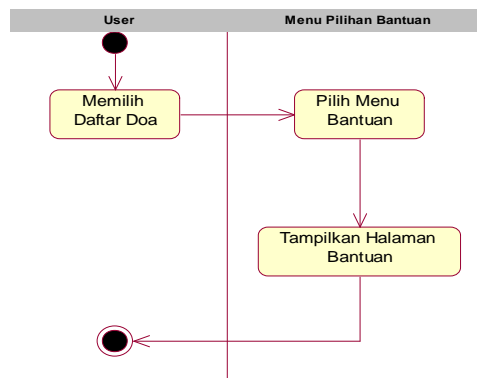 User
Menu Pilihan Bantuan
Memilih
Daftar Doa
Pilih Menu
Bantuan
Tampilkan Halaman
Bantuan